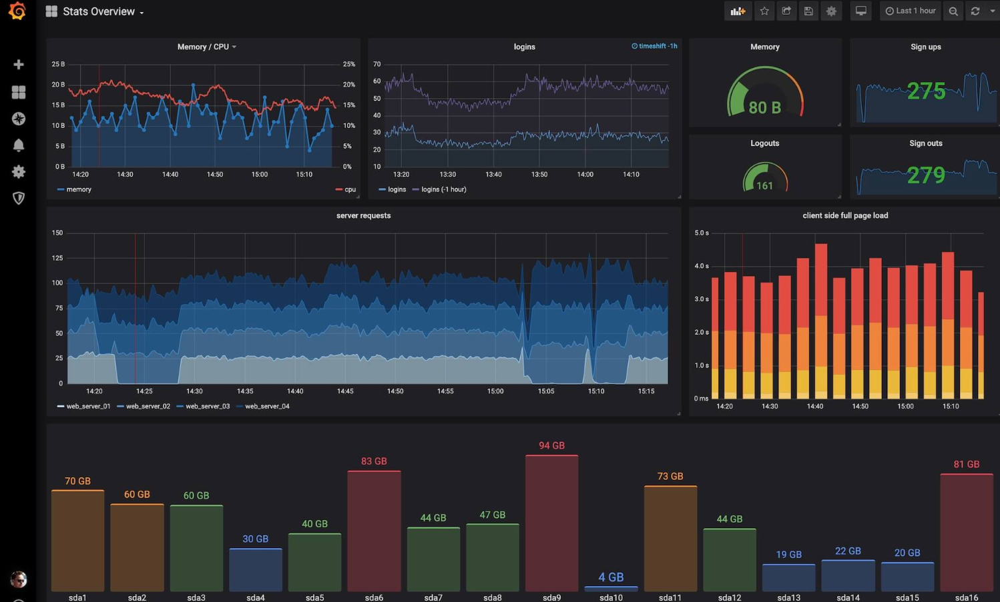 Stats Overview
Last 1 hour
Memory / CPU
25 B
20 B
15 B
10 B
5 B
0 B
25%
20%
15%
10%
5%
0%
14:20 14:30 14:40 14:50 15:00 15:10
memory
cpu
logins
timeshift -1h
70
60
50
40
30
20
10
13:20 13:30 13:40 13:50 14:00 14:10
logins logins (-1 hour)
Memory
80 B
Sign ups
275
Logouts
161
Sign outs
279
server requests
150
125
100
75
50
25
0
14:20 14:25 14:30 14:35 14:40 14:45 14:50 14:55 15:00 15:05 15:10 15:15
web_server_01 web_server_02 web_server_03 web_server_04
client side full page load
5.0 s
4.0 s
3.0 s
2.0 s
1.0 s
0 ms
14:20 14:30 14:40 14:50 15:00 15:10
70 GB 60 GB 60 GB 30 GB 40 GB 83 GB 44 GB 47 GB 94 GB 4 GB 73 GB 44 GB 19 GB 22 GB 20 GB 81 GB
sda1 sda2 sda3 sda4 sda5 sda6 sda7 sda8 sda9 sda10 sda11 sda12 sda13 sda14 sda15 sda16